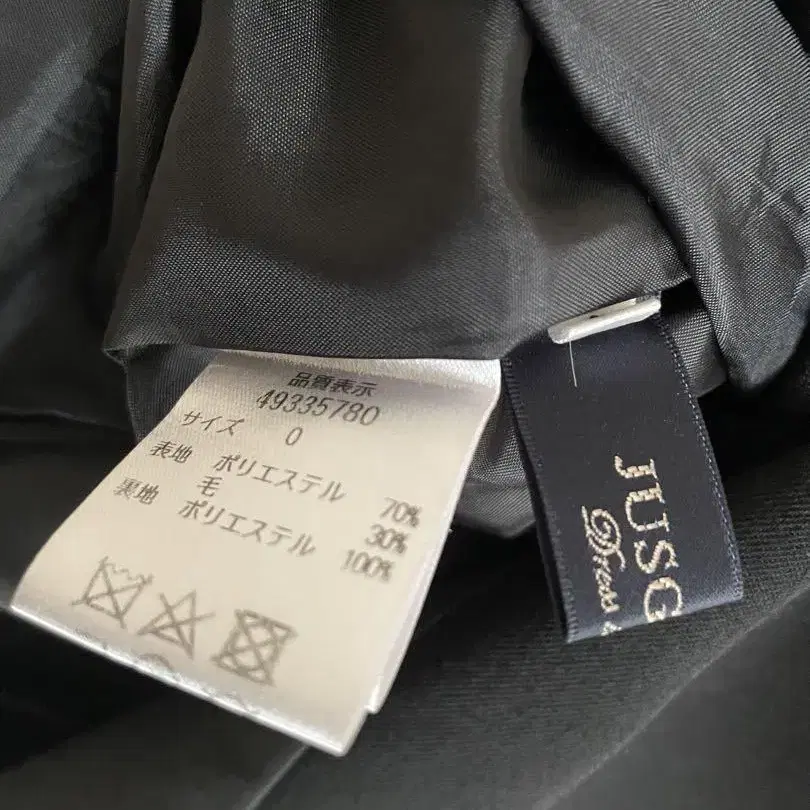 品質表示
49335780
サイズ 0
表地 ポリエステル 70%
毛 30%
裏地 ポリエステル 100%
JUSG
Dress &